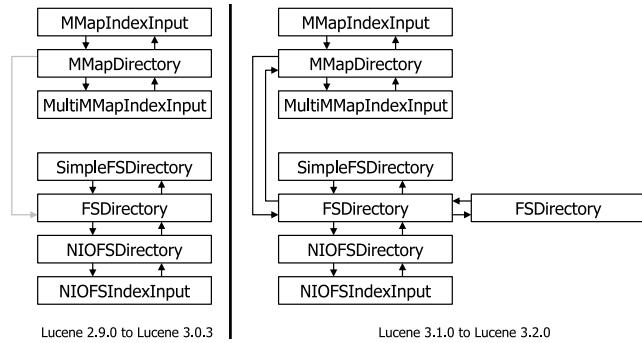 MMapIndexInput
MMapDirectory
MultiMMapIndexInput
SimpleFSDirectory
FSDirectory
NIOFSDirectory
NIOFSIndexInput
Lucene 2.9.0 to Lucene 3.0.3
MMapIndexInput
MMapDirectory
MultiMMapIndexInput
SimpleFSDirectory
FSDirectory
FSDirectory
NIOFSDirectory
NIOFSIndexInput
Lucene 3.1.0 to Lucene 3.2.0